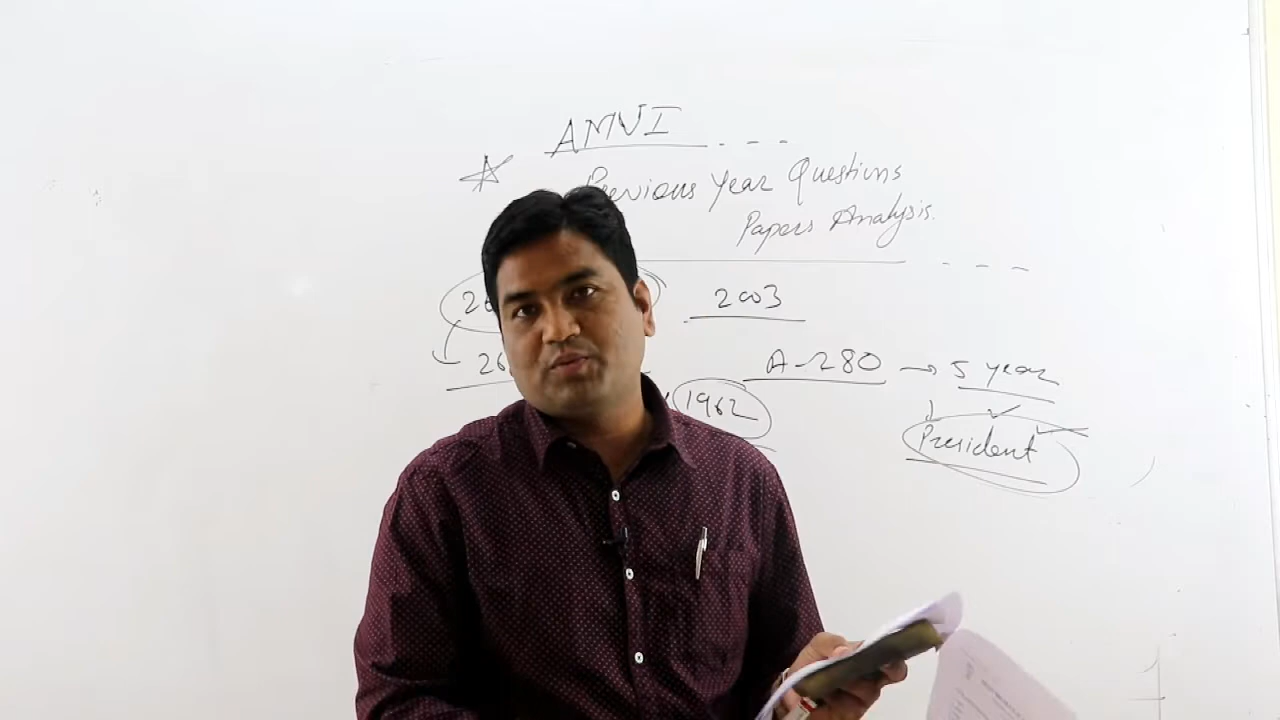 AMVI - - - -
Previous Year Questions
Papers Analysis.
2003
A-280 → 5 year
1962
President